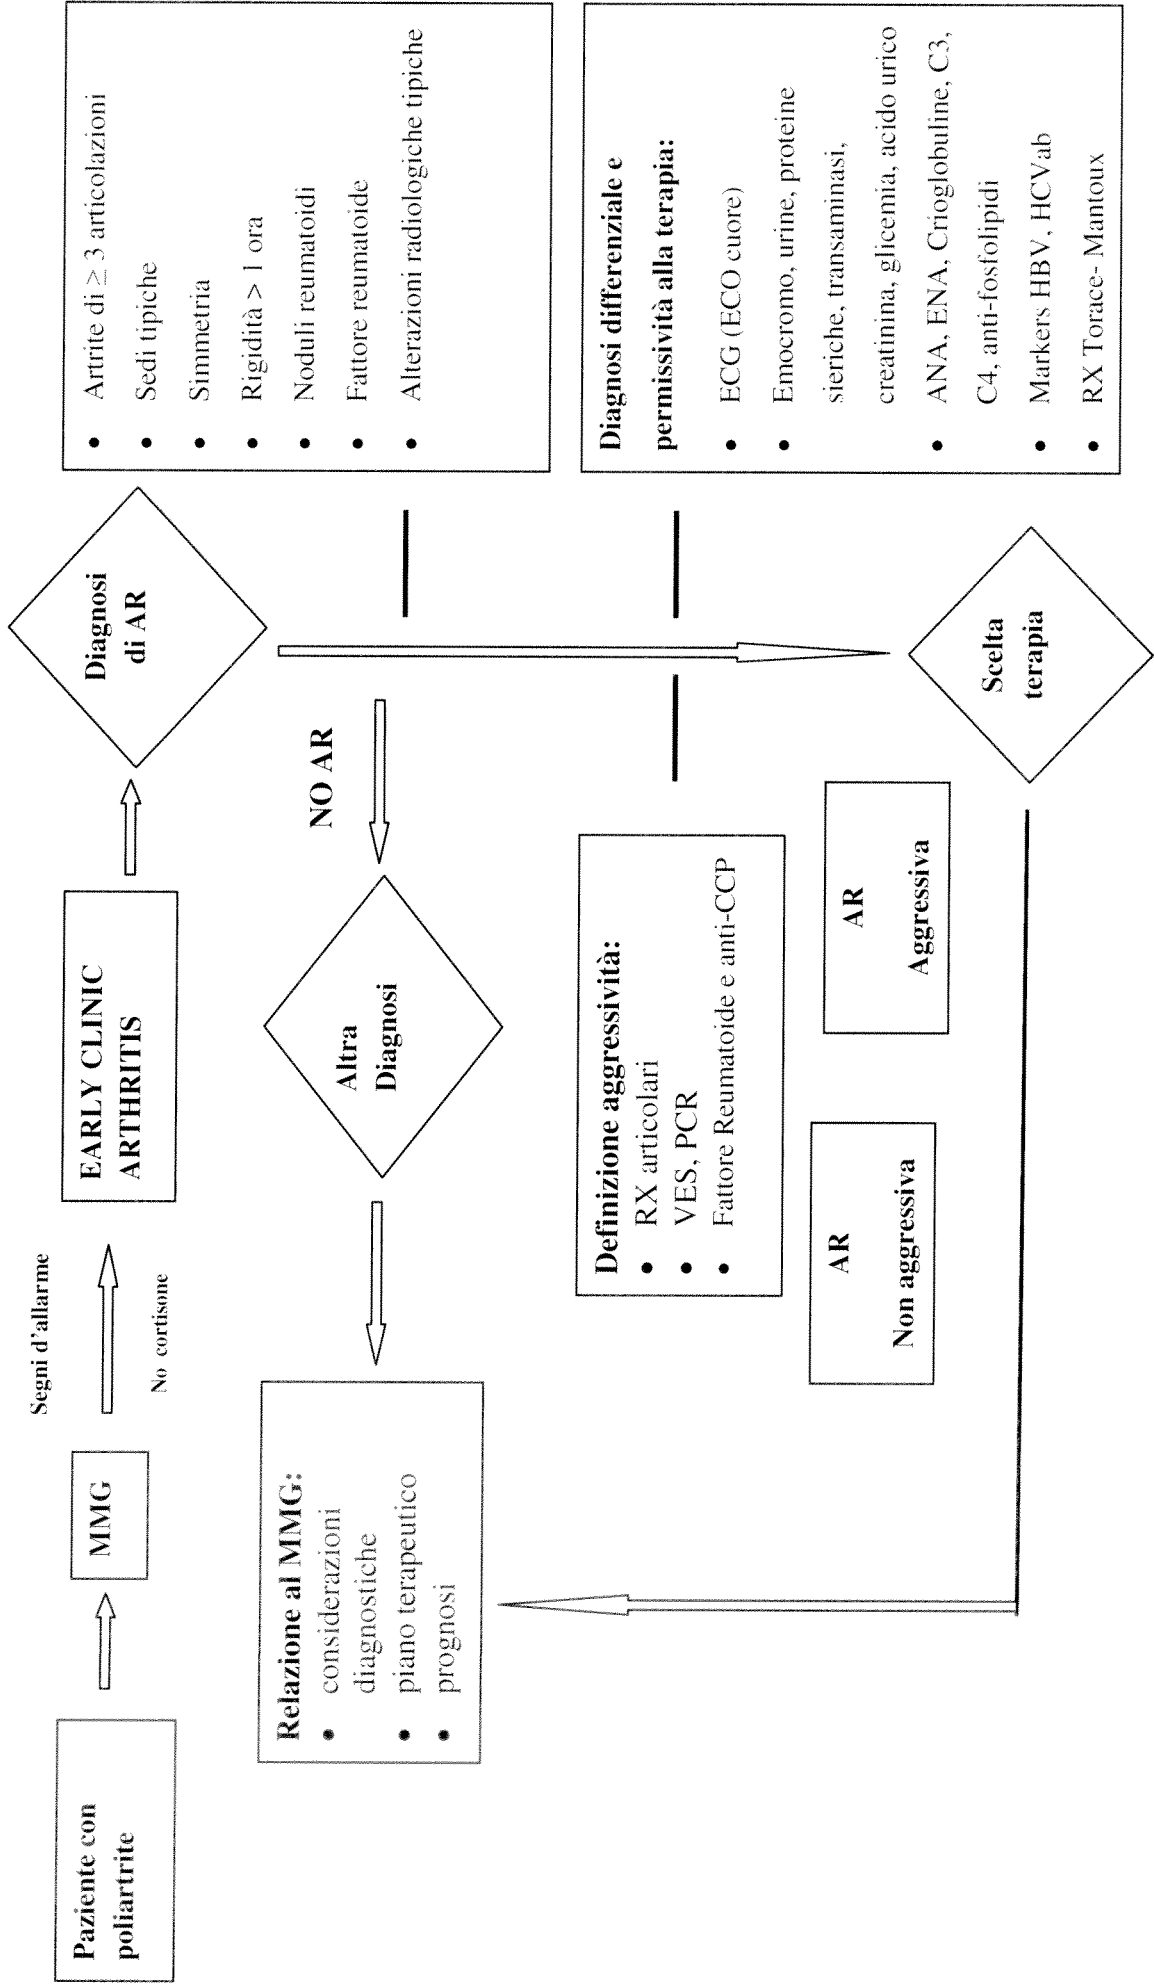 Paziente con
poliartrite
MMG
Segni d'allarme
No cortisone
EARLY CLINIC
ARTHRITIS
Diagnosi
di AR
• Artrite di ≥ 3 articolazioni
• Sedi tipiche
• Simmetria
• Rigidità > 1 ora
• Noduli reumatoidi
• Fattore reumatoide
• Alterazioni radiologiche tipiche
NO AR
Altra
Diagnosi
Relazione al MMG:
• considerazioni
diagnostiche
• piano terapeutico
• prognosi
Definizione aggressività:
• RX articolari
• VES, PCR
• Fattore Reumatoide e anti-CCP
Diagnosi differenziale e
permissività alla terapia:
• ECG (ECO cuore)
• Emocromo, urine, proteine
sieriche, transaminasi,
creatinina, glicemia, acido urico
• ANA, ENA, Crioglobuline, C3,
C4, anti-fosfolipidi
• Markers HBV, HCVab
• RX Torace- Mantoux
AR
Non aggressiva
AR
Aggressiva
Scelta
terapia